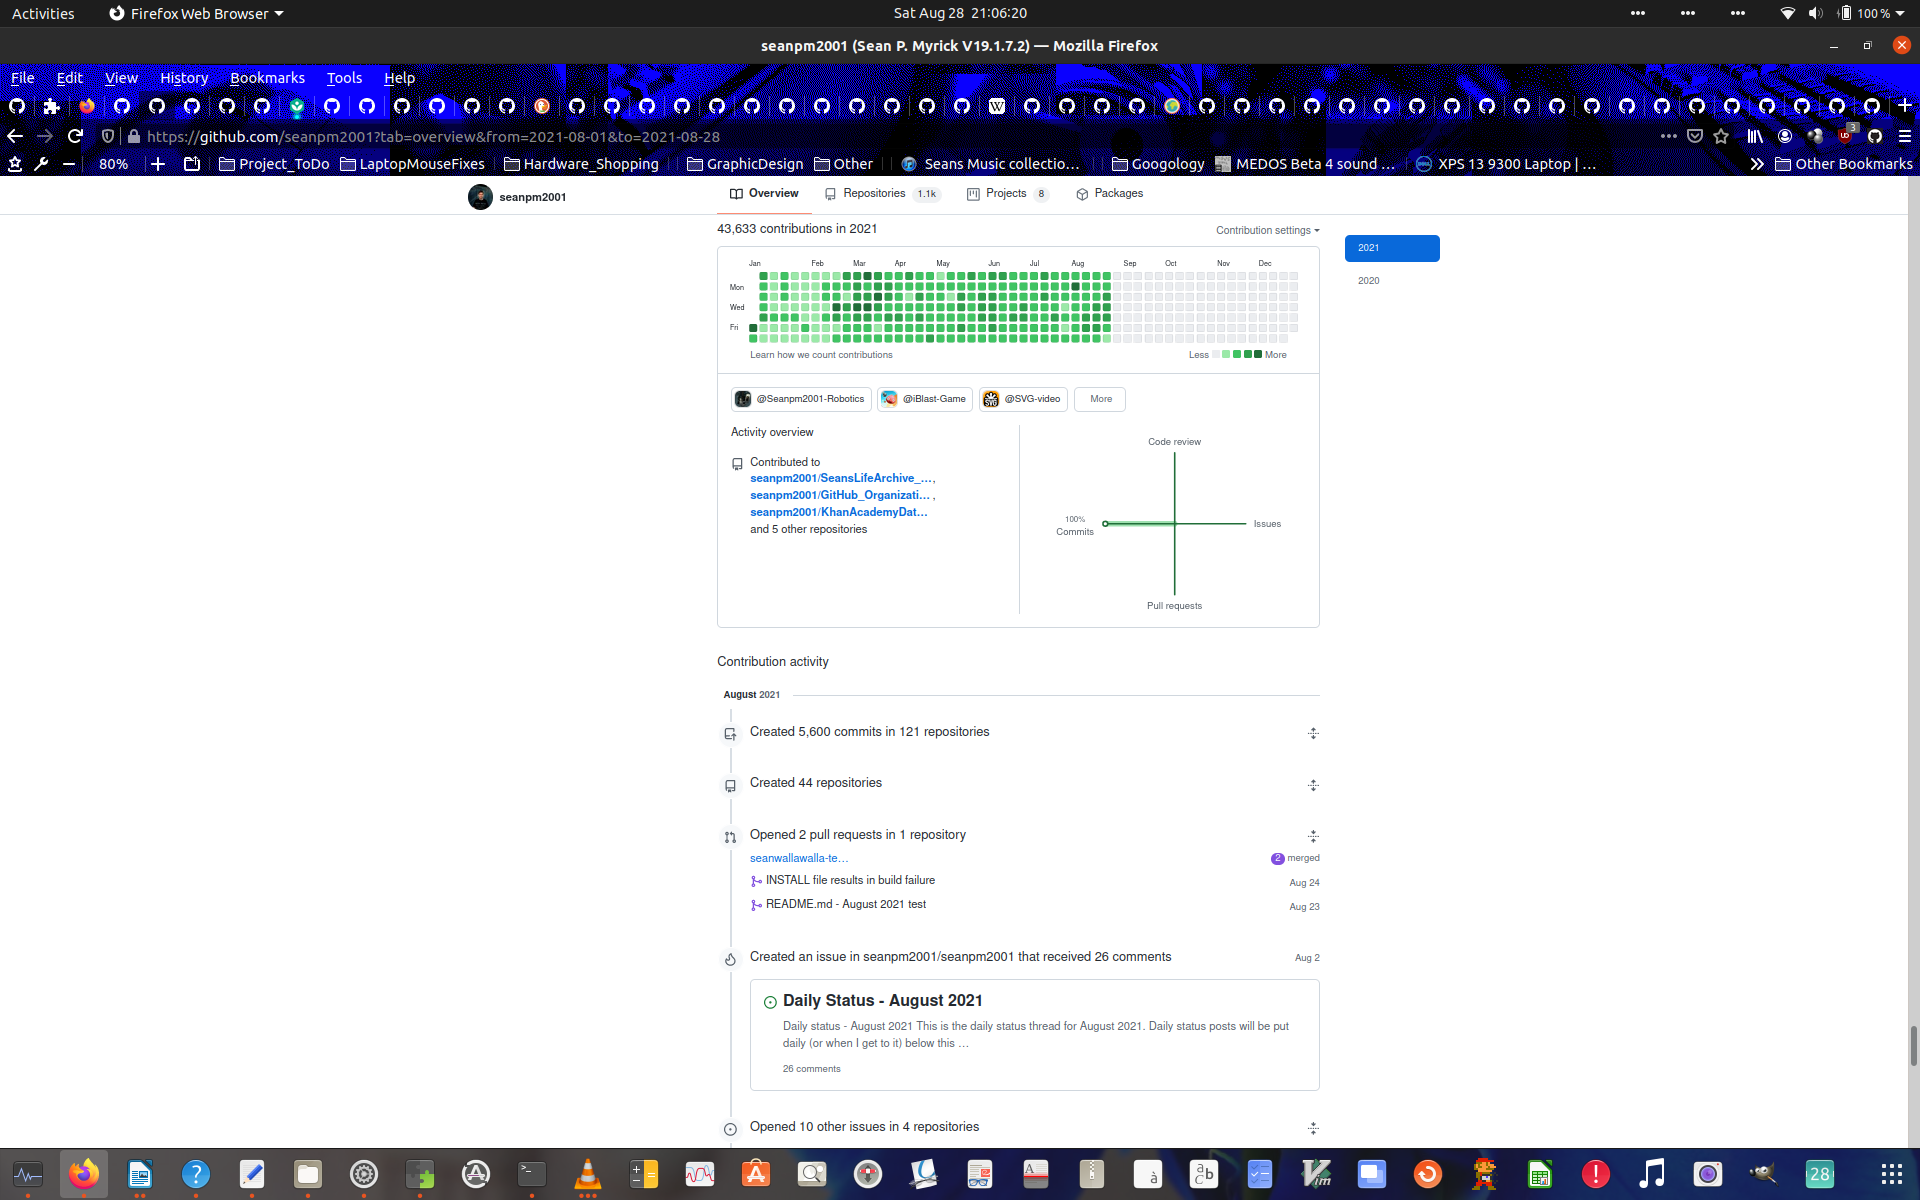 Activities Firefox Web Browser Sat Aug 28 21:06:20 100 %
seanpm2001 (Sean P. Myrick V19.1.7.2) — Mozilla Firefox
File Edit View History Bookmarks Tools Help
https://github.com/seanpm2001?tab=overview&from=2021-08-01&to=2021-08-28 3
80% Project_ToDo LaptopMouseFixes Hardware_Shopping GraphicDesign Other Seans Music collectio… Googology MEDOS Beta 4 sound … XPS 13 9300 Laptop | … Other Bookmarks
seanpm2001 Overview Repositories 1.1k Projects 8 Packages
43,633 contributions in 2021 Contribution settings
2021
2020
Jan Feb Mar Apr May Jun Jul Aug Sep Oct Nov Dec
Mon
Wed
Fri
Learn how we count contributions Less More
@Seanpm2001-Robotics @iBlast-Game @SVG-video More
Activity overview
Contributed to
seanpm2001/SeansLifeArchive_…,
seanpm2001/GitHub_Organizati… ,
seanpm2001/KhanAcademyDat…
and 5 other repositories
Code review
100%
Commits
Issues
Pull requests
Contribution activity
August 2021
Created 5,600 commits in 121 repositories
Created 44 repositories
Opened 2 pull requests in 1 repository
seanwallawalla-te… 2 merged
INSTALL file results in build failure Aug 24
README.md - August 2021 test Aug 23
Created an issue in seanpm2001/seanpm2001 that received 26 comments Aug 2
Daily Status - August 2021
Daily status - August 2021 This is the daily status thread for August 2021. Daily status posts will be put
daily (or when I get to it) below this …
26 comments
Opened 10 other issues in 4 repositories
28